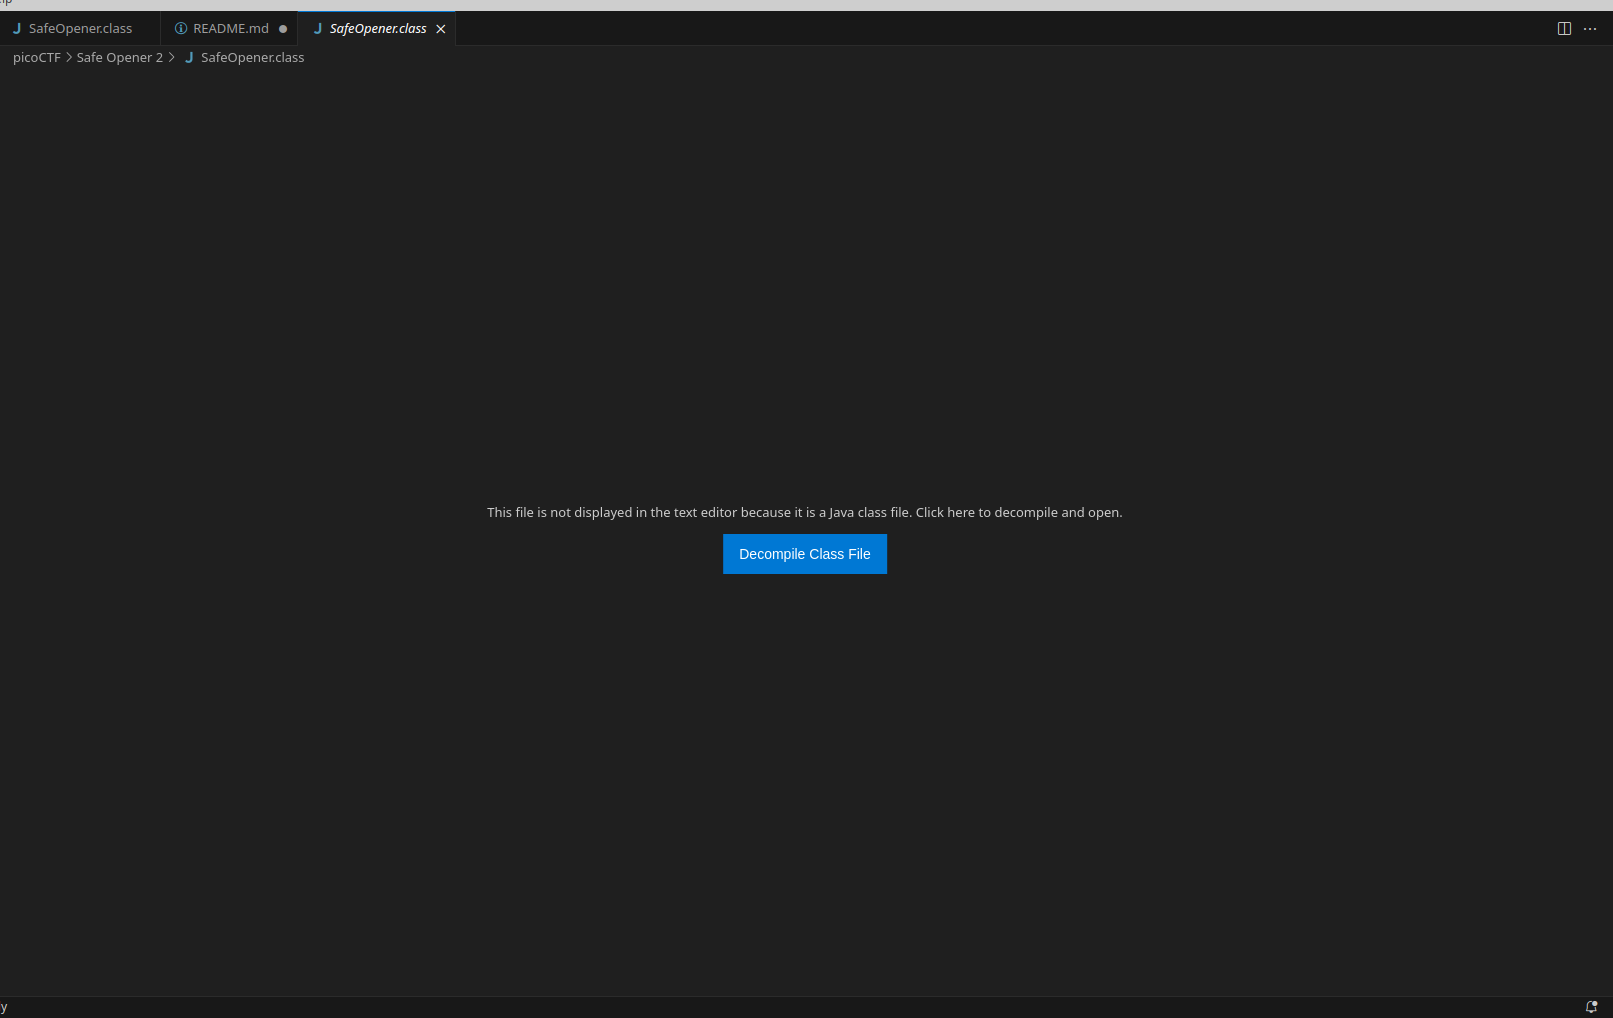 SafeOpener.class README.md SafeOpener.class
picoCTF > Safe Opener 2 > SafeOpener.class
This file is not displayed in the text editor because it is a Java class file. Click here to decompile and open.
Decompile Class File